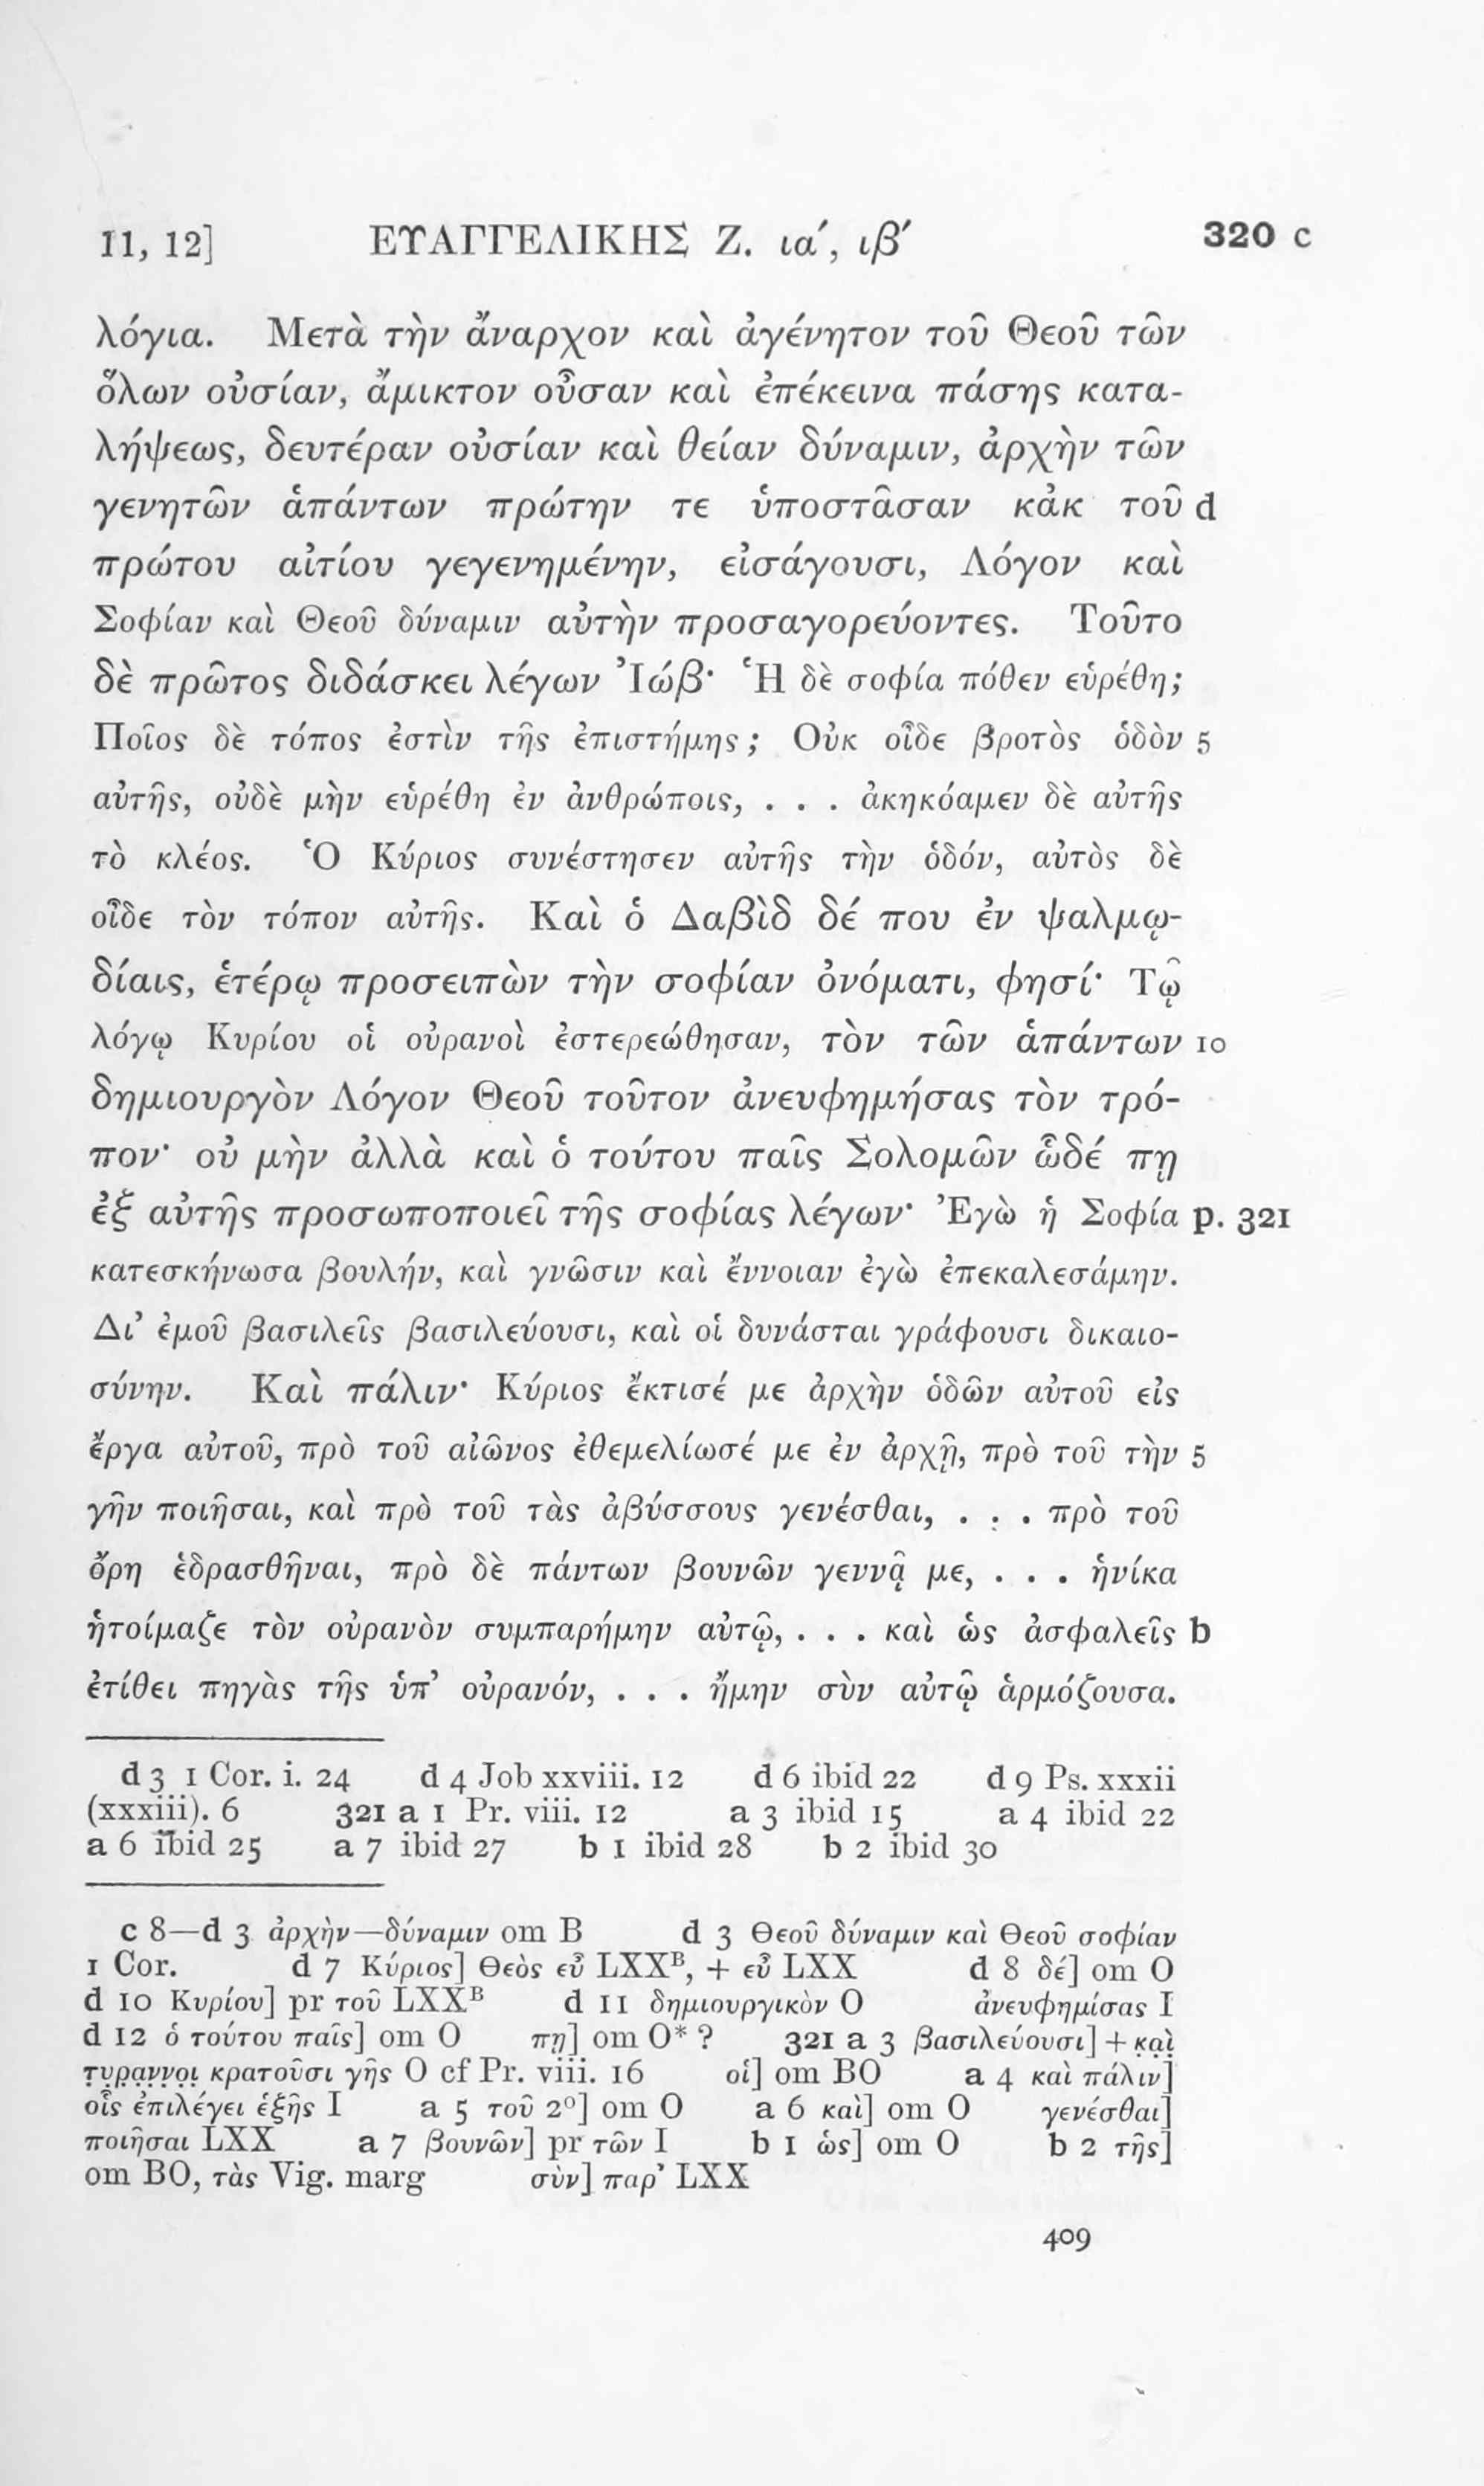 11, 12] ΕΥΑΓΓΕΛΙΚΗΣ Ζ. ια΄, ιβ΄ 320 c
λόγια. Μετὰ τὴν ἄναρχον καὶ ἀγένητον τοῦ Θεοῦ τῶν
ὅλων οὐσίαν, ἄμικτον οὖσαν καὶ ἐπέκεινα πάσης κατα-
λήψεως, δευτέραν οὐσίαν καὶ θείαν δύναμιν, ἀρχὴν τῶν
γενητῶν ἁπάντων πρώτην τε ὑποστᾶσαν κἀκ τοῦ d
πρώτου αἰτίου γεγενημένην, εἰσάγουσι, Λόγον καὶ
Σοφίαν καὶ Θεοῦ δύναμιν αὐτὴν προσαγορεύοντες. Τοῦτο
δὲ πρῶτος διδάσκει λέγων Ἰώβ· Ἡ δὲ σοφία πόθεν εὑρέθη;
Ποῖος δὲ τόπος ἐστὶν τῆς ἐπιστήμης; Οὐκ οἶδε βροτὸς ὁδὸν 5
αὐτῆς, οὐδὲ μὴν εὑρέθη ἐν ἀνθρώποις, . . . ἀκηκόαμεν δὲ αὐτῆς
τὸ κλέος. Ὁ Κύριος συνέστησεν αὐτῆς τὴν ὁδόν, αὐτὸς δὲ
οἶδε τὸν τόπον αὐτῆς. Καὶ ὁ Δαβὶδ δέ που ἐν ψαλμῳ-
δίαις, ἑτέρῳ προσειπὼν τὴν σοφίαν ὀνόματι, φησί· Τῷ
λόγῳ Κυρίου οἱ οὐρανοὶ ἐστερεώθησαν, τὸν τῶν ἁπάντων 10
δημιουργὸν Λόγον Θεοῦ τοῦτον ἀνευφημήσας τὸν τρό-
πον· οὐ μὴν ἀλλὰ καὶ ὁ τούτου παῖς Σολομῶν ὧδέ πῃ
ἐξ αὐτῆς προσωποποιεῖ τῆς σοφίας λέγων· Ἐγὼ ἡ Σοφία p. 321
κατεσκήνωσα βουλήν, καὶ γνῶσιν καὶ ἔννοιαν ἐγὼ ἐπεκαλεσάμην.
Δι’ ἐμοῦ βασιλεῖς βασιλεύουσι, καὶ οἱ δυνάσται γράφουσι δικαιο-
σύνην. Καὶ πάλιν· Κύριος ἔκτισέ με ἀρχὴν ὁδῶν αὐτοῦ εἰς
ἔργα αὐτοῦ, πρὸ τοῦ αἰῶνος ἐθεμελίωσέ με ἐν ἀρχῇ, πρὸ τοῦ τὴν 5
γῆν ποιῆσαι, καὶ πρὸ τοῦ τὰς ἀβύσσους γενέσθαι, . . . πρὸ τοῦ
ὄρη ἑδρασθῆναι, πρὸ δὲ πάντων βουνῶν γεννᾷ με, . . . ἡνίκα
ἡτοίμαζε τὸν οὐρανὸν συμπαρήμην αὐτῷ, . . . καὶ ὡς ἀσφαλεῖς b
ἐτίθει πηγὰς τῆς ὑπ’ οὐρανόν, . . . ἤμην σὺν αὐτῷ ἁρμόζουσα.
d 3 1 Cor. i. 24 d 4 Job xxviii. 12 d 6 ibid 22 d 9 Ps. xxxii
(xxxiii). 6 321 a 1 Pr. viii. 12 a 3 ibid 15 a 4 ibid 22
a 6 ibid 25 a 7 ibid 27 b 1 ibid 28 b 2 ibid 30
c 8—d 3 ἀρχὴν—δύναμιν om B d 3 Θεοῦ δύναμιν καὶ Θεοῦ σοφίαν
1 Cor. d 7 Κύριος] Θεὸς εὖ LXXᴮ, + εὖ LXX d 8 δέ] om O
d 10 Κυρίου] pr τοῦ LXXᴮ d 11 δημιουργικὸν O ἀνευφημίσας I
d 12 ὁ τούτου παῖς] om O πῃ] om O* ? 321 a 3 βασιλεύουσι] + κ̣α̣ὶ̣
τ̣υ̣ρ̣α̣ν̣ν̣ο̣ι̣ κρατοῦσι γῆς O cf Pr. viii. 16 οἱ] om BO a 4 καὶ πάλιν]
οἷς ἐπιλέγει ἑξῆς I a 5 τοῦ 2º] om O a 6 καὶ] om O γενέσθαι]
ποιῆσαι LXX a 7 βουνῶν] pr τῶν I b 1 ὡς] om O b 2 τῆς]
om BO, τὰς Vig. marg σὺν] παρ’ LXX
409